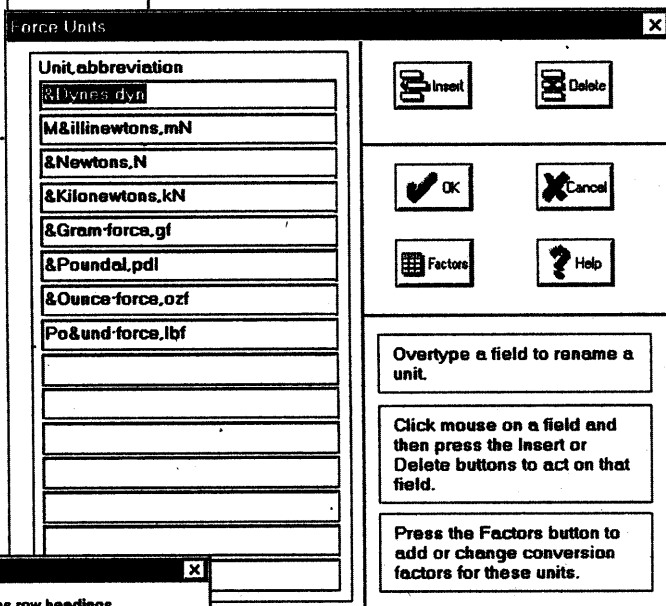 Force Units
Unit,abbreviation
&Dynes,dyn
M&illinewtons,mN
&Newtons,N
&Kilonewtons,kN
&Gram-force,gf
&Poundal,pdl
&Ounce-force,ozf
Po&und-force,lbf
Insert
Delete
OK
Cancel
Factors
Help
Overtype a field to rename a
unit.
Click mouse on a field and
then press the Insert or
Delete buttons to act on that
field.
Press the Factors button to
add or change conversion
factors for these units.
row headings